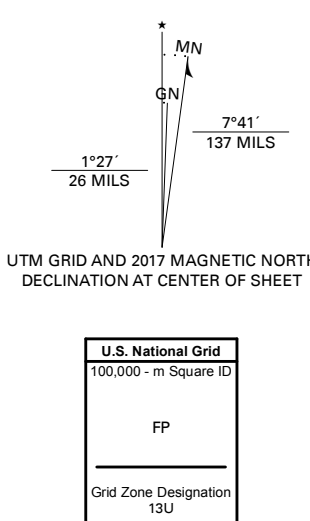 ★
MN
GN
7°41´
137 MILS
1°27´
26 MILS
UTM GRID AND 2017 MAGNETIC NORTH
DECLINATION AT CENTER OF SHEET
U.S. National Grid
100,000 - m Square ID
FP
Grid Zone Designation
13U